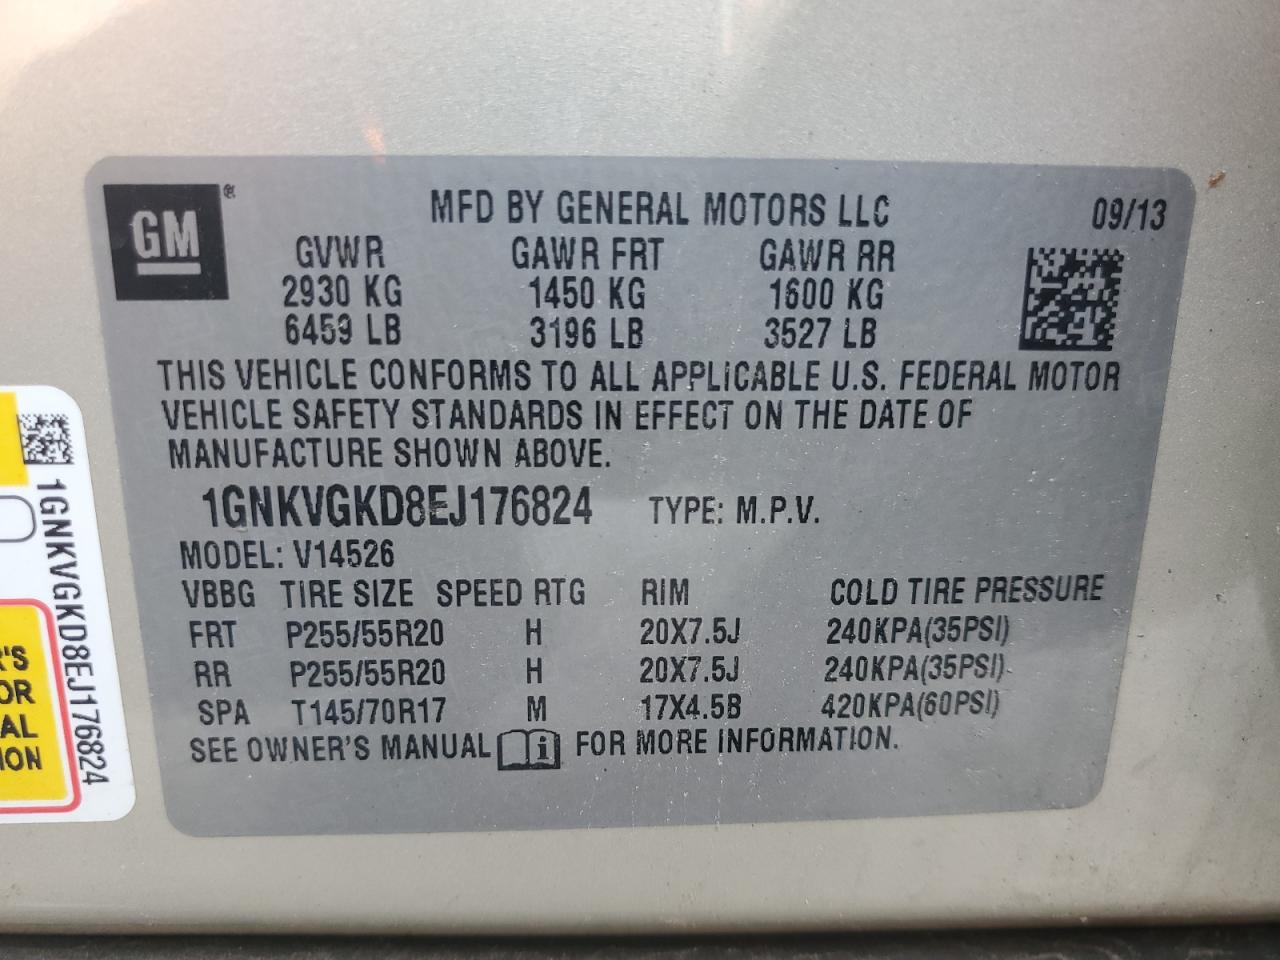 GM ®
MFD BY GENERAL MOTORS LLC 09/13
GVWR GAWR FRT GAWR RR
2930 KG 1450 KG 1600 KG
6459 LB 3196 LB 3527 LB
THIS VEHICLE CONFORMS TO ALL APPLICABLE U.S. FEDERAL MOTOR
VEHICLE SAFETY STANDARDS IN EFFECT ON THE DATE OF
MANUFACTURE SHOWN ABOVE.
1GNKVGKD8EJ176824 TYPE: M.P.V.
MODEL: V14526
VBBG TIRE SIZE SPEED RTG RIM COLD TIRE PRESSURE
FRT P255/55R20 H 20X7.5J 240KPA(35PSI)
RR P255/55R20 H 20X7.5J 240KPA(35PSI)
SPA T145/70R17 M 17X4.5B 420KPA(60PSI)
SEE OWNER'S MANUAL i FOR MORE INFORMATION.
1GNKVGKD8EJ176824
R'S
OR
AL
ION